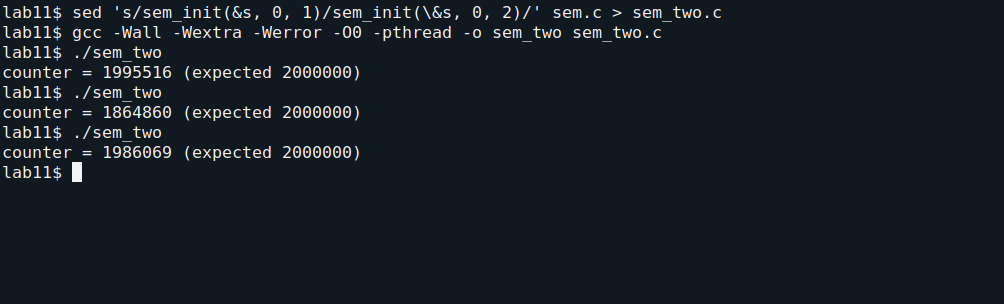 lab11$ sed 's/sem_init(&s, 0, 1)/sem_init(\&s, 0, 2)/' sem.c > sem_two.c
lab11$ gcc -Wall -Wextra -Werror -O0 -pthread -o sem_two sem_two.c
lab11$ ./sem_two
counter = 1995516 (expected 2000000)
lab11$ ./sem_two
counter = 1864860 (expected 2000000)
lab11$ ./sem_two
counter = 1986069 (expected 2000000)
lab11$